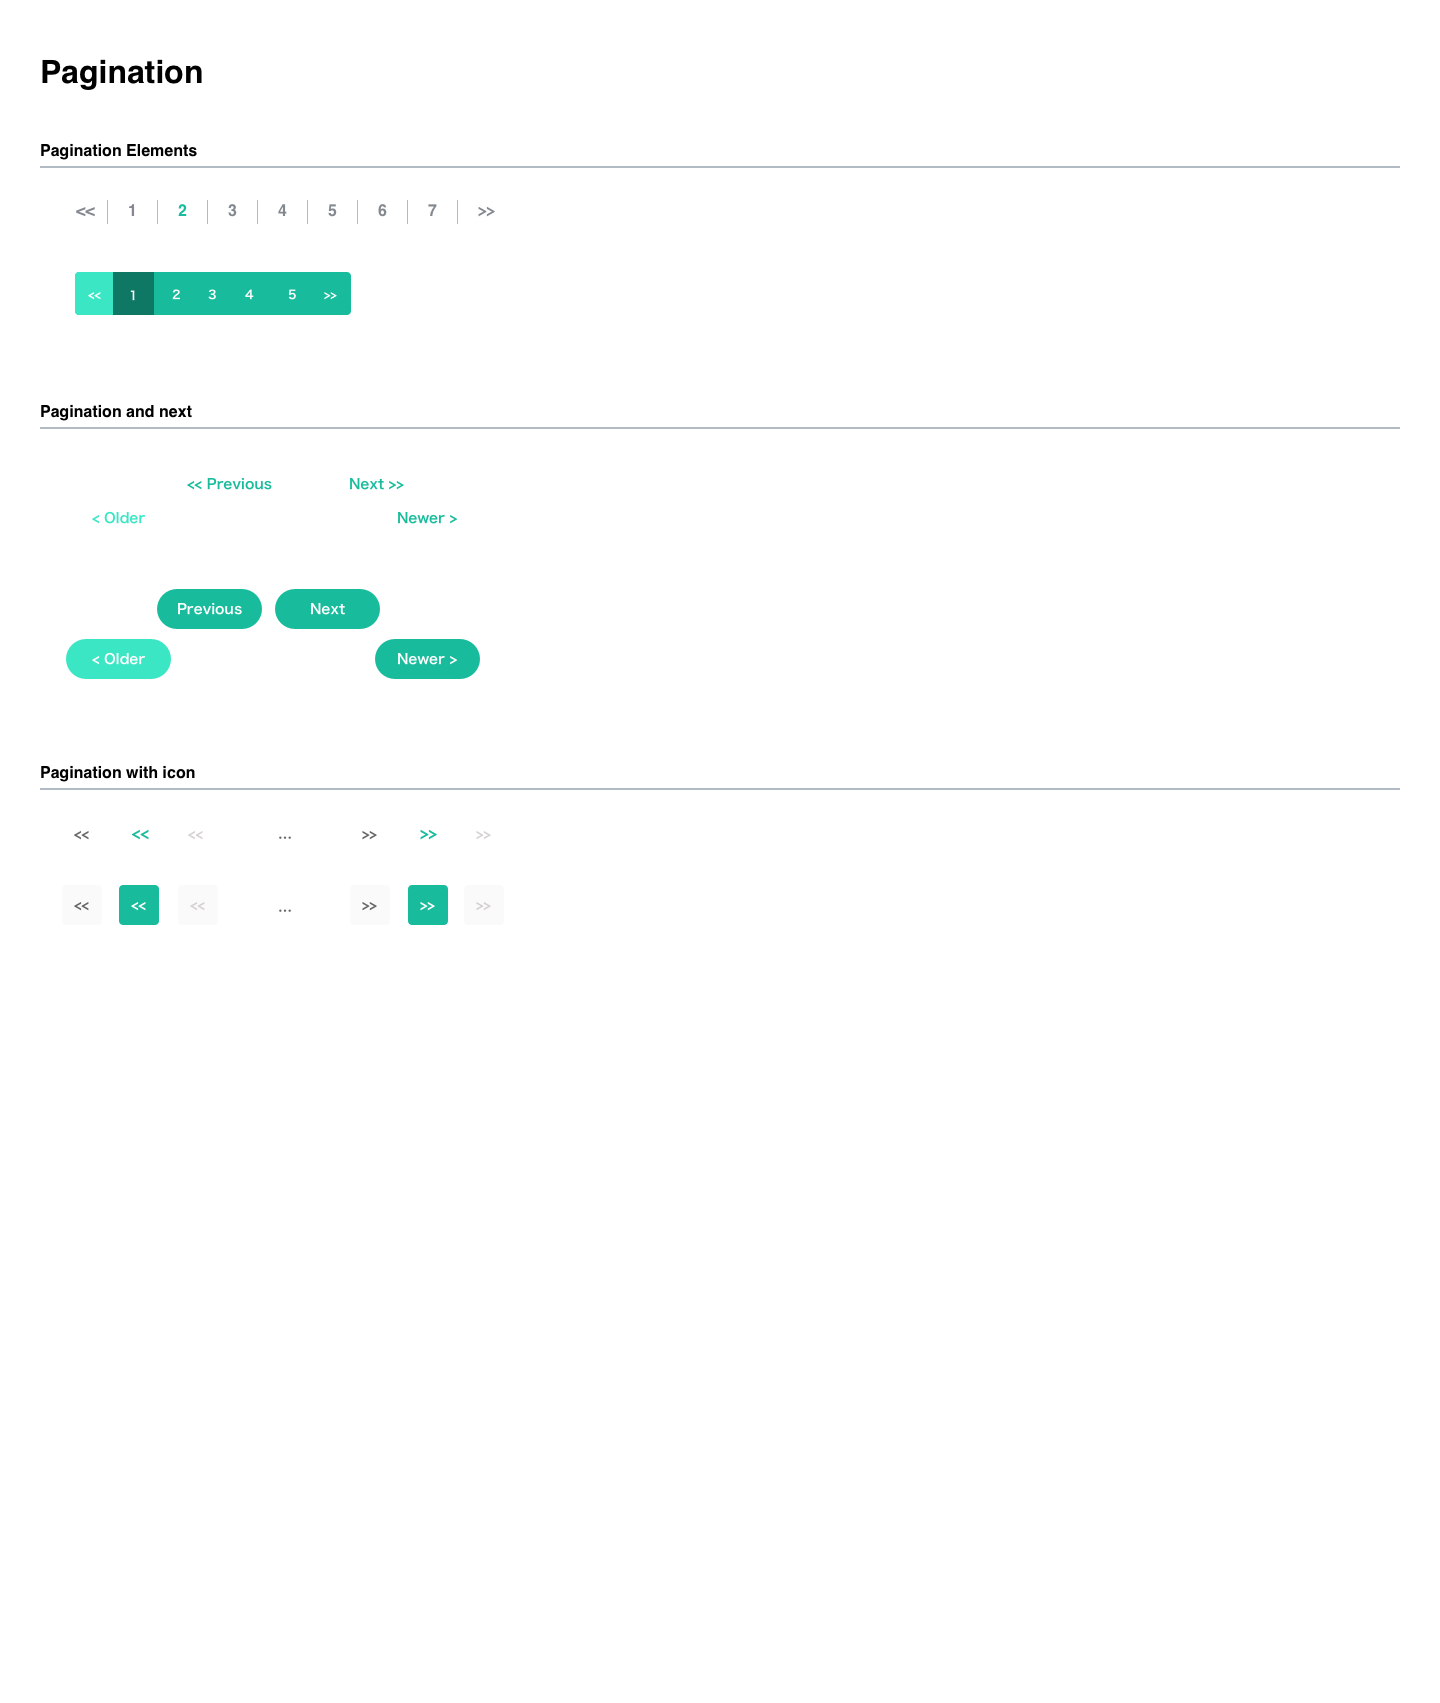 Pagination
Pagination Elements
<< 1 2 3 4 5 6 7 >>
<< 1 2 3 4 5 >>
Pagination and next
<< Previous Next >>
< Older Newer >
Previous Next
< Older Newer >
Pagination with icon
<< << << ... >> >> >>
<< << << ... >> >> >>